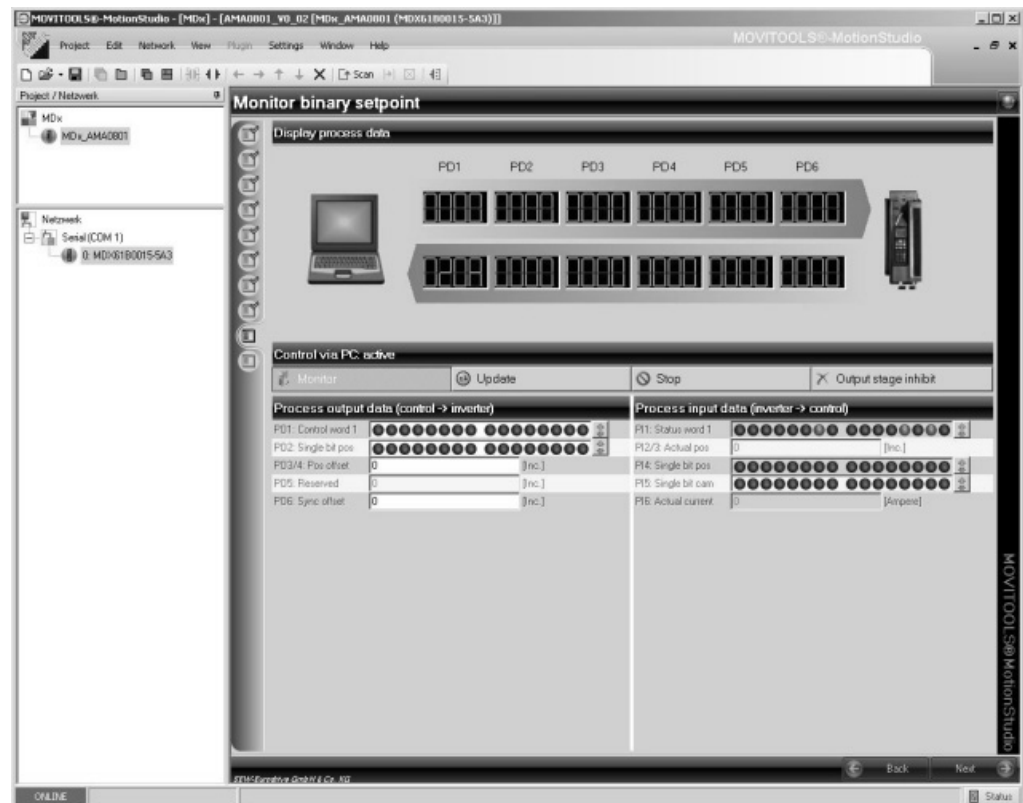 MOVITOOLS®-MotionStudio - [MDx] - [AMA0801_V0_02 [MDx_AMA0801 (MDX61B0015-5A3)]]
Project Edit Network View Plugin Settings Window Help
MOVITOOLS®-MotionStudio
Scan
Project / Netzwerk
MDx
MDx_AMA0801
Netzwerk:
Serial (COM 1)
0: MDX61B0015-5A3
Monitor binary setpoint
Display process data
PD1 PD2 PD3 PD4 PD5 PD6
Control via PC: active
Monitor Update Stop Output stage inhibit
Process output data (control -> inverter)
PO1: Control word 1
PO2: Single bit pos
PO3/4: Pos offset 0 [Inc.]
PO5: Reserved 0 [Inc.]
PO6: Sync offset 0 [Inc.]
Process input data (inverter -> control)
PI1: Status word 1
PI2/3: Actual pos 0 [Inc.]
PI4: Single bit pos
PI5: Single bit cam
PI6: Actual current 0 [Ampere]
MOVITOOLS® MotionStudio
SEW-Eurodrive GmbH & Co. KG
Back Next
ONLINE
Status